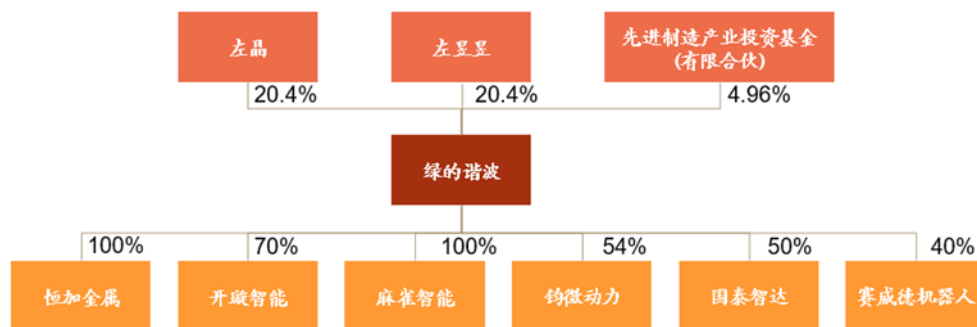 左晶
左昱昱
先进制造产业投资基金
(有限合伙)
20.4%
20.4%
4.96%
绿的谐波
100%
70%
100%
54%
50%
40%
恒加金属
开璇智能
麻雀智能
钧微动力
国泰智达
赛威德机器人